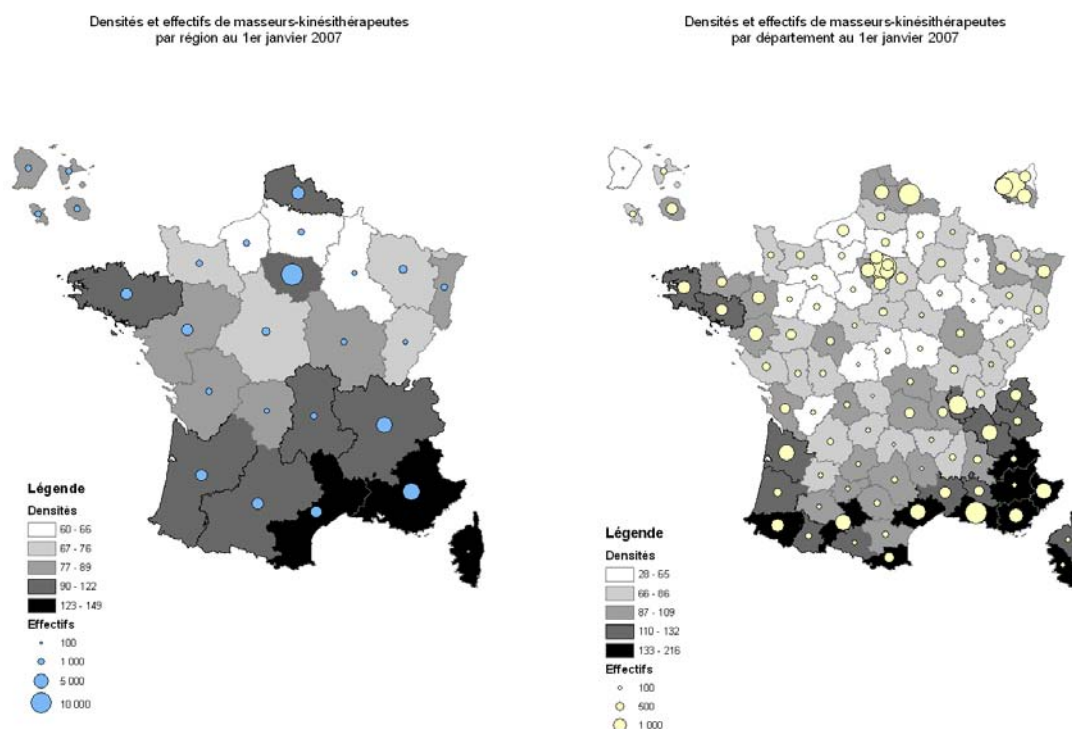 Densités et effectifs de masseurs-kinésithérapeutes
par région au 1er janvier 2007
Légende
Densités
60 - 66
67 - 76
77 - 89
90 - 122
123 - 149
Effectifs
100
1 000
5 000
10 000
Densités et effectifs de masseurs-kinésithérapeutes
par département au 1er janvier 2007
Légende
Densités
28 - 65
66 - 86
87 - 109
110 - 132
133 - 216
Effectifs
100
500
1 000